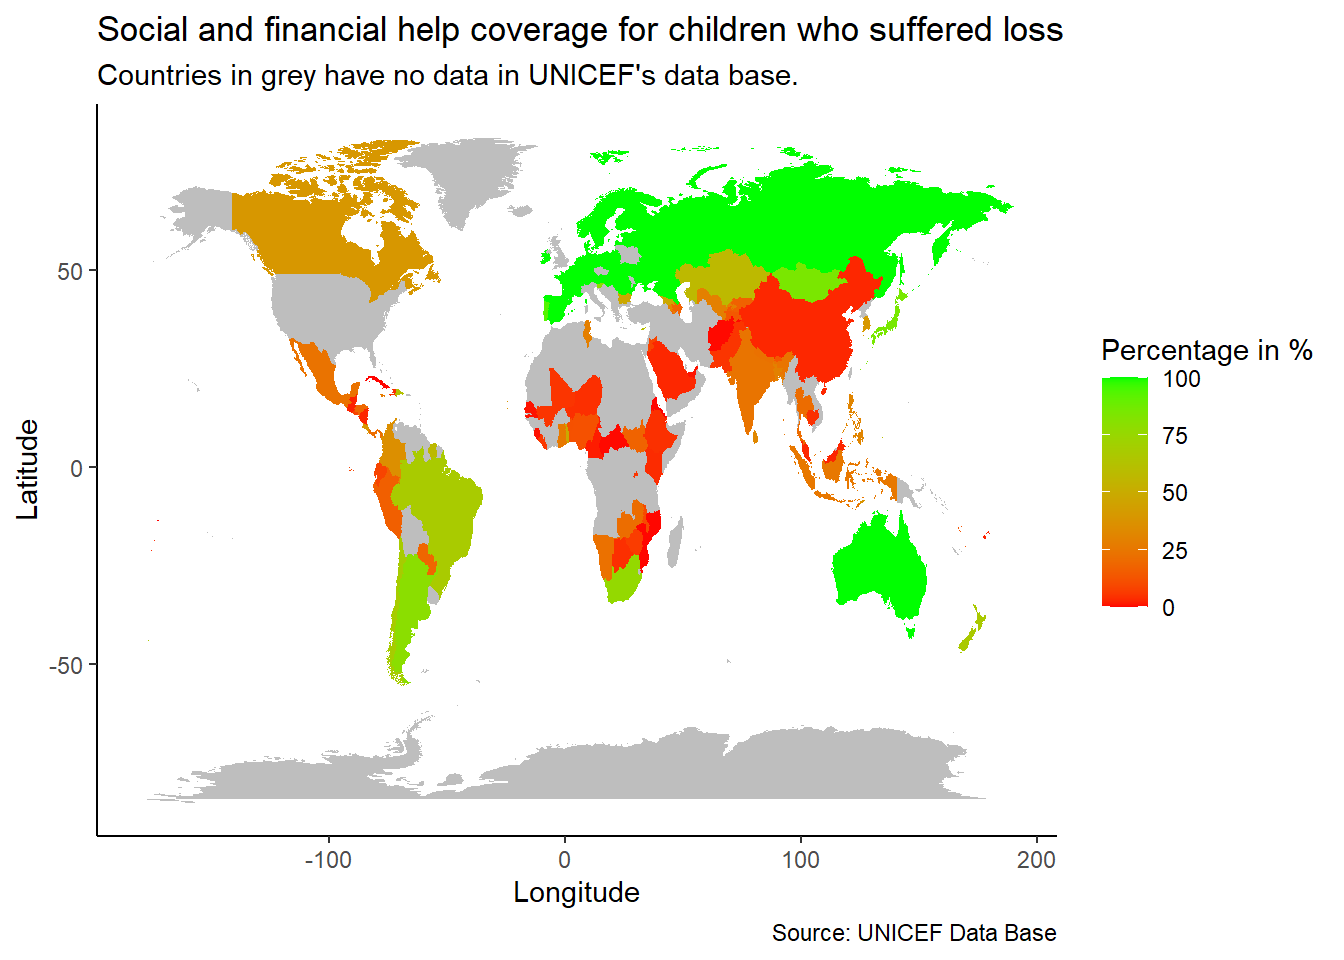 Social and financial help coverage for children who suffered loss
Countries in grey have no data in UNICEF's data base.
Latitude
50
0
-50
-100
0
100
200
Longitude
Percentage in %
100
75
50
25
0
Source: UNICEF Data Base